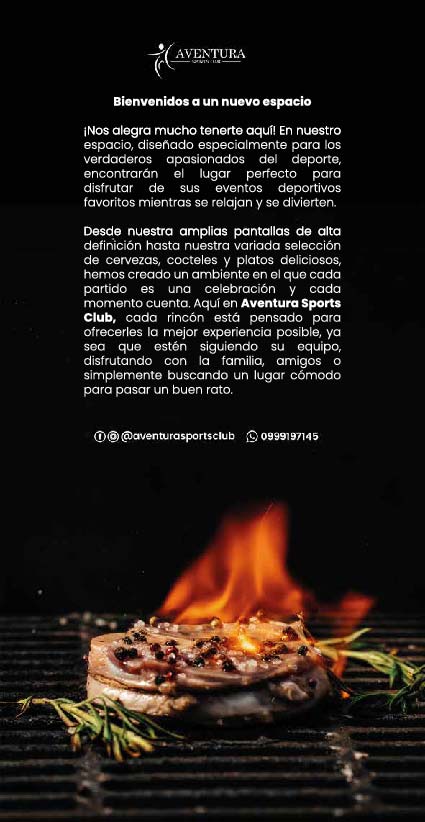 AVENTURA
SPORTS CLUB
Bienvenidos a un nuevo espacio
¡Nos alegra mucho tenerte aquí! En nuestro
espacio, diseñado especialmente para los
verdaderos apasionados del deporte,
encontrarán el lugar perfecto para
disfrutar de sus eventos deportivos
favoritos mientras se relajan y se divierten.
Desde nuestra amplias pantallas de alta
definición hasta nuestra variada selección
de cervezas, cocteles y platos deliciosos,
hemos creado un ambiente en el que cada
partido es una celebración y cada
momento cuenta. Aquí en Aventura Sports
Club, cada rincón está pensado para
ofrecerles la mejor experiencia posible, ya
sea que estén siguiendo su equipo,
disfrutando con la familia, amigos o
simplemente buscando un lugar cómodo
para pasar un buen rato.
@aventurasportsclub 0999197145